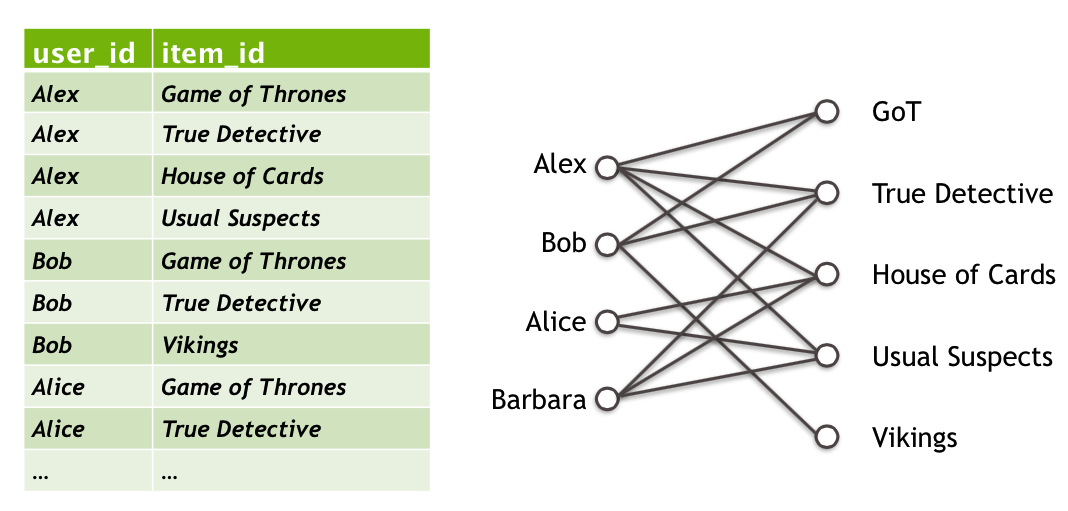 user_id item_id
Alex Game of Thrones
Alex True Detective
Alex House of Cards
Alex Usual Suspects
Bob Game of Thrones
Bob True Detective
Bob Vikings
Alice Game of Thrones
Alice True Detective
... ...
Alex
Bob
Alice
Barbara
GoT
True Detective
House of Cards
Usual Suspects
Vikings